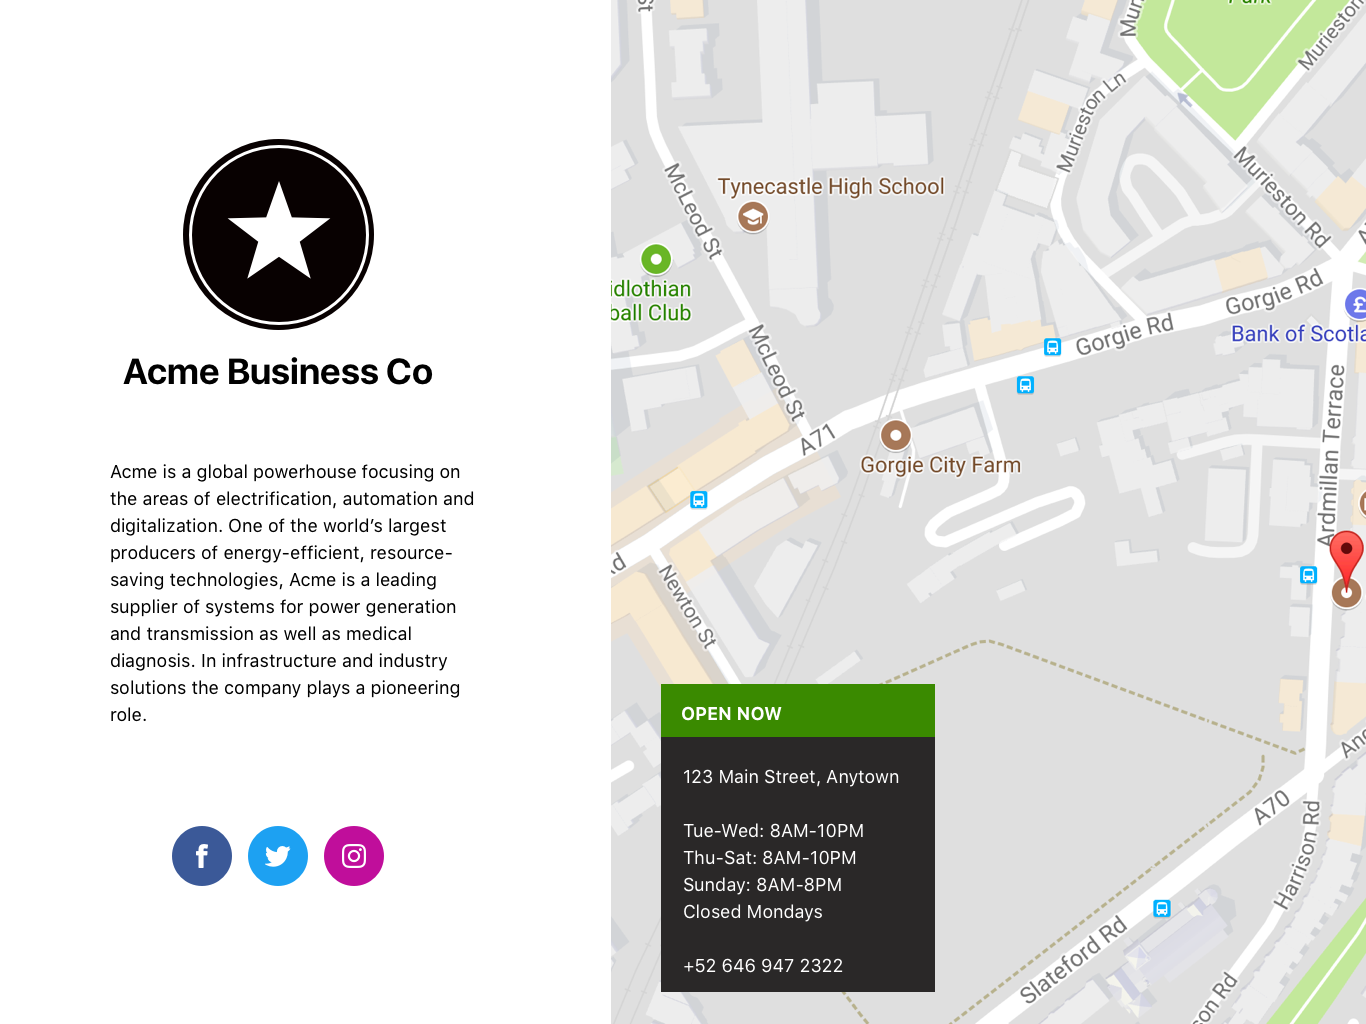 Acme Business Co
Acme is a global powerhouse focusing on
the areas of electrification, automation and
digitalization. One of the world’s largest
producers of energy-efficient, resource-
saving technologies, Acme is a leading
supplier of systems for power generation
and transmission as well as medical
diagnosis. In infrastructure and industry
solutions the company plays a pioneering
role.
f
St
Park
Murieston
Murieston Ln
Tynecastle High School
McLeod St
Murieston Rd
idlothian
ball Club
Gorgie Rd
Gorgie Rd
£
Bank of Scotla
McLeod St
A71
Ardmillan Terrace
Gorgie City Farm
Newton St
OPEN NOW
123 Main Street, Anytown
Tue-Wed: 8AM-10PM
Thu-Sat: 8AM-10PM
Sunday: 8AM-8PM
Closed Mondays
+52 646 947 2322
A70
Harrison Rd
Slateford Rd
son Rd